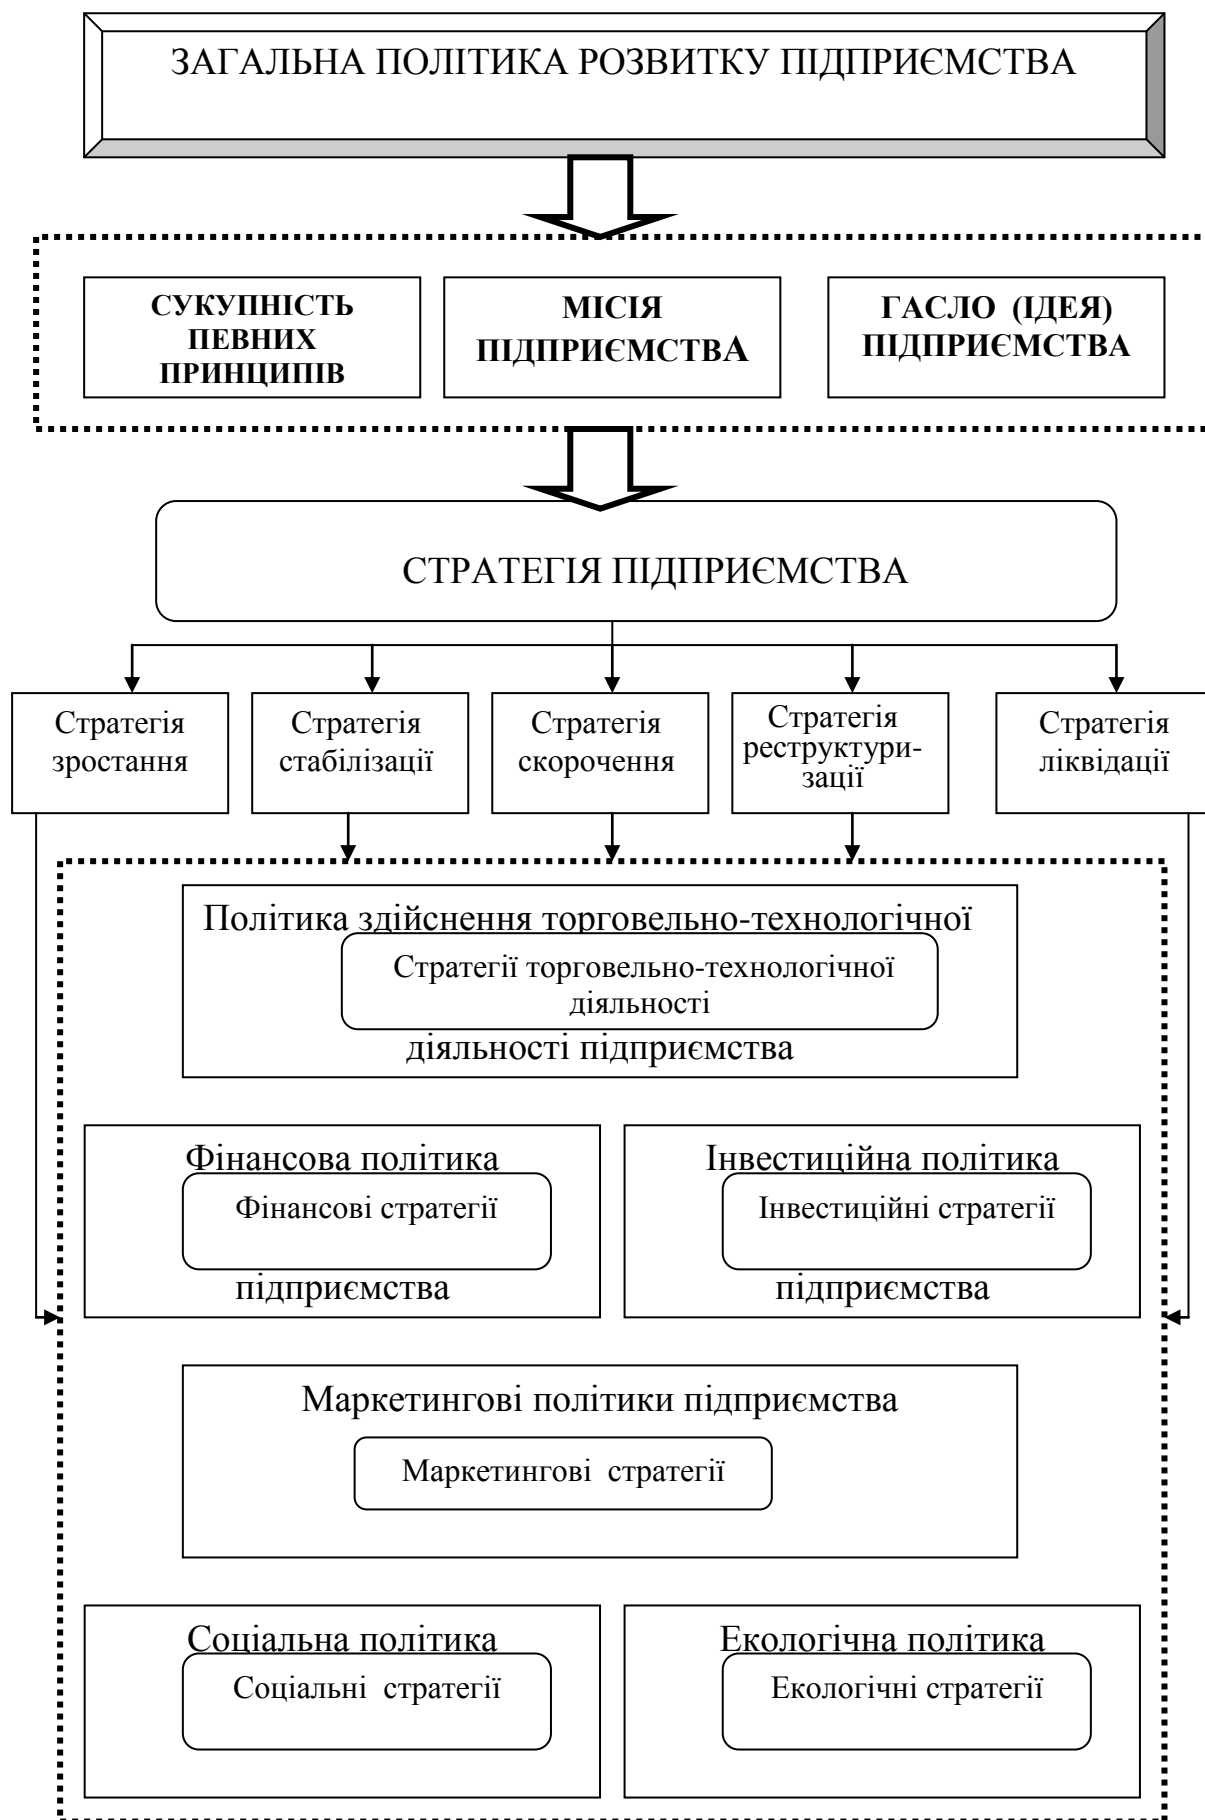 ЗАГАЛЬНА ПОЛІТИКА РОЗВИТКУ ПІДПРИЄМСТВА
СУКУПНІСТЬ
ПЕВНИХ
ПРИНЦИПІВ
МІСІЯ
ПІДПРИЄМСТВА
ГАСЛО (ІДЕЯ)
ПІДПРИЄМСТВА
СТРАТЕГІЯ ПІДПРИЄМСТВА
Стратегія
зростання
Стратегія
стабілізації
Стратегія
скорочення
Стратегія
реструктури-
зації
Стратегія
ліквідації
Політика здійснення торговельно-технологічної
Стратегії торговельно-технологічної
діяльності
діяльності підприємства
Фінансова політика
Фінансові стратегії
підприємства
Інвестиційна політика
Інвестиційні стратегії
підприємства
Маркетингові політики підприємства
Маркетингові стратегії
Соціальна політика
Соціальні стратегії
Екологічна політика
Екологічні стратегії